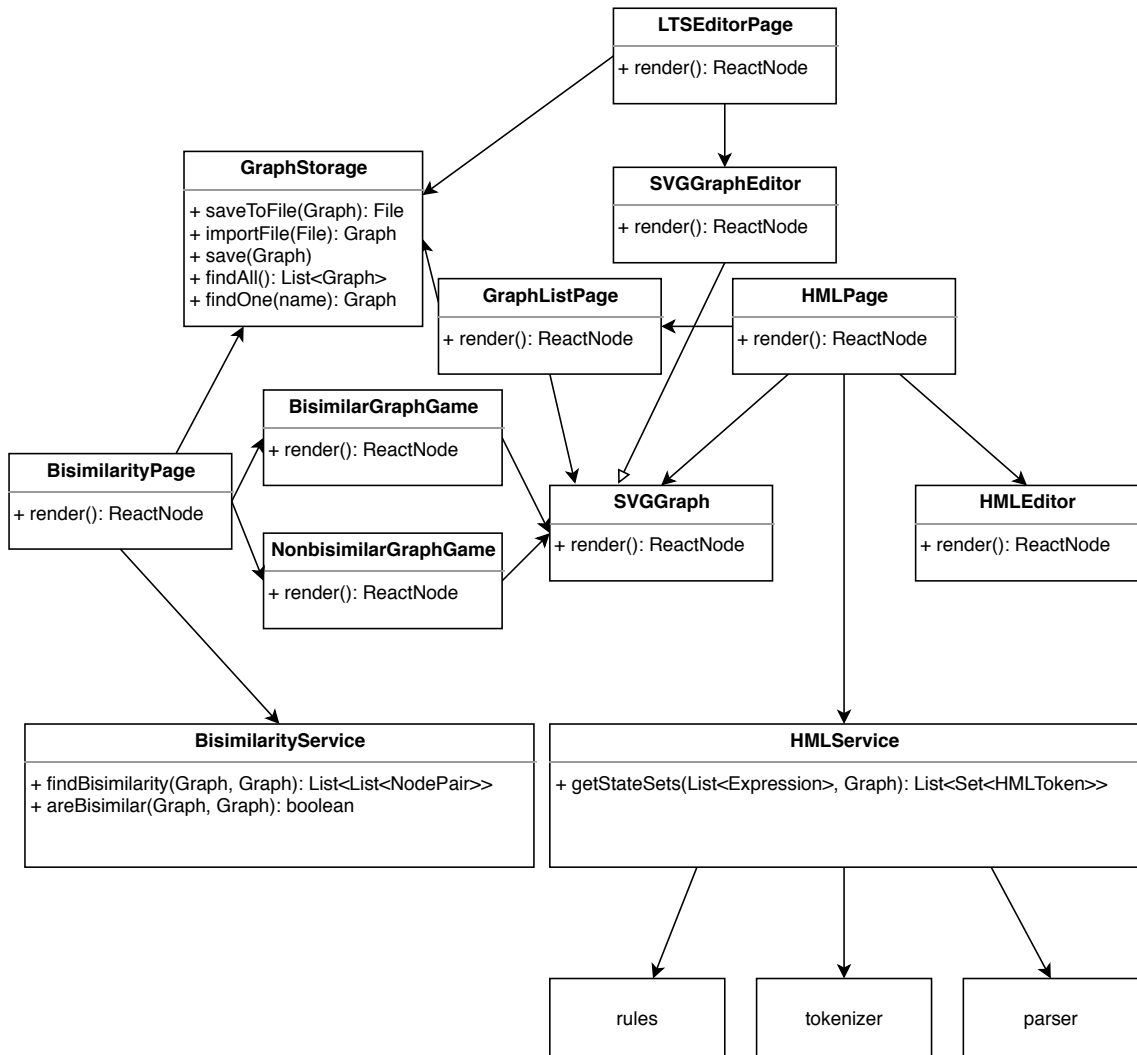 LTSEditorPage
+ render(): ReactNode
GraphStorage
+ saveToFile(Graph): File
+ importFile(File): Graph
+ save(Graph)
+ findAll(): List<Graph>
+ findOne(name): Graph
SVGGraphEditor
+ render(): ReactNode
GraphListPage
+ render(): ReactNode
HMLPage
+ render(): ReactNode
BisimilarGraphGame
+ render(): ReactNode
BisimilarityPage
+ render(): ReactNode
NonbisimilarGraphGame
+ render(): ReactNode
SVGGraph
+ render(): ReactNode
HMLEditor
+ render(): ReactNode
BisimilarityService
+ findBisimilarity(Graph, Graph): List<List<NodePair>>
+ areBisimilar(Graph, Graph): boolean
HMLService
+ getStateSets(List<Expression>, Graph): List<Set<HMLToken>>
rules
tokenizer
parser